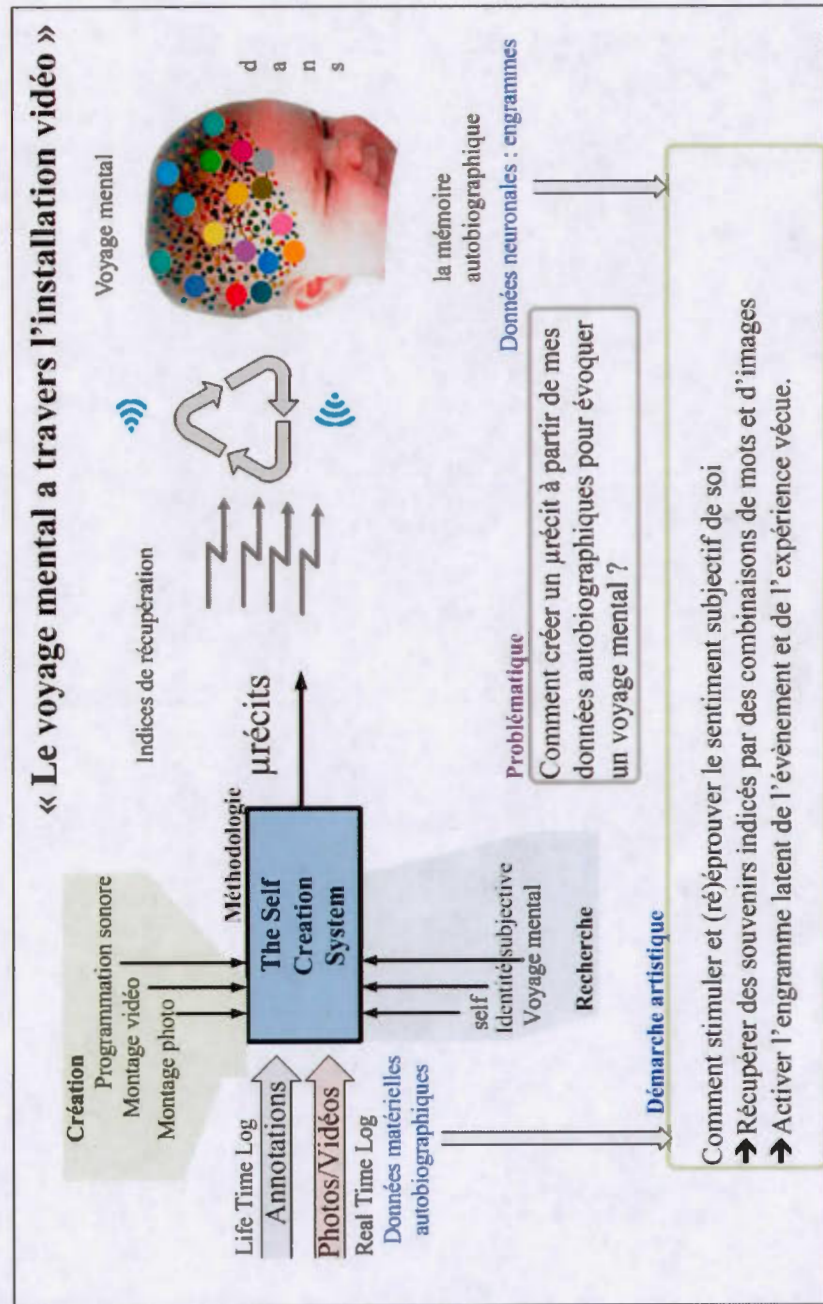 « Le voyage mental a travers l'installation vidéo »
Création
Programmation sonore
Montage vidéo
Montage photo
Life Time Log
Annotations
Photos/Vidéos
Real Time Log
Données matérielles
autobiographiques
Méthodologie
The Self
Creation
System
self
Identité subjective
Voyage mental
Recherche
µrécits
Indices de récupération
Voyage mental
d
a
n
s
la mémoire
autobiographique
Données neuronales : engrammes
Problématique
Comment créer un µrécit à partir de mes
données autobiographiques pour évoquer
un voyage mental ?
Démarche artistique
Comment stimuler et (ré)éprouver le sentiment subjectif de soi
➔ Récupérer des souvenirs indicés par des combinaisons de mots et d'images
➔ Activer l'engramme latent de l'évènement et de l'expérience vécue.